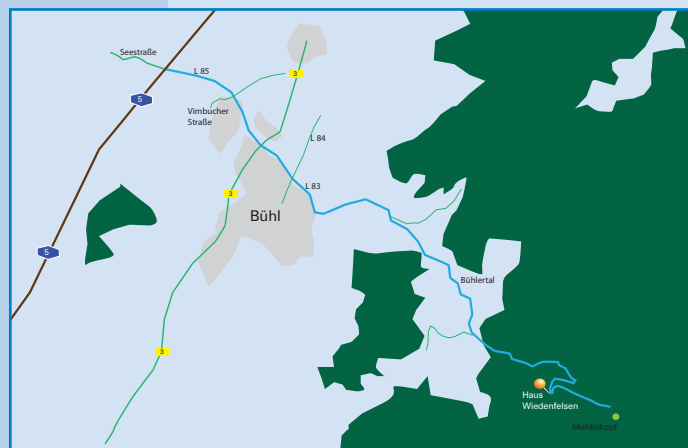 Seestraße
L 85
3
5
Vimbucher
Straße
L 84
L 83
3
Bühl
5
Bühlertal
3
Haus
Wiedenfelsen
Mehliskopf